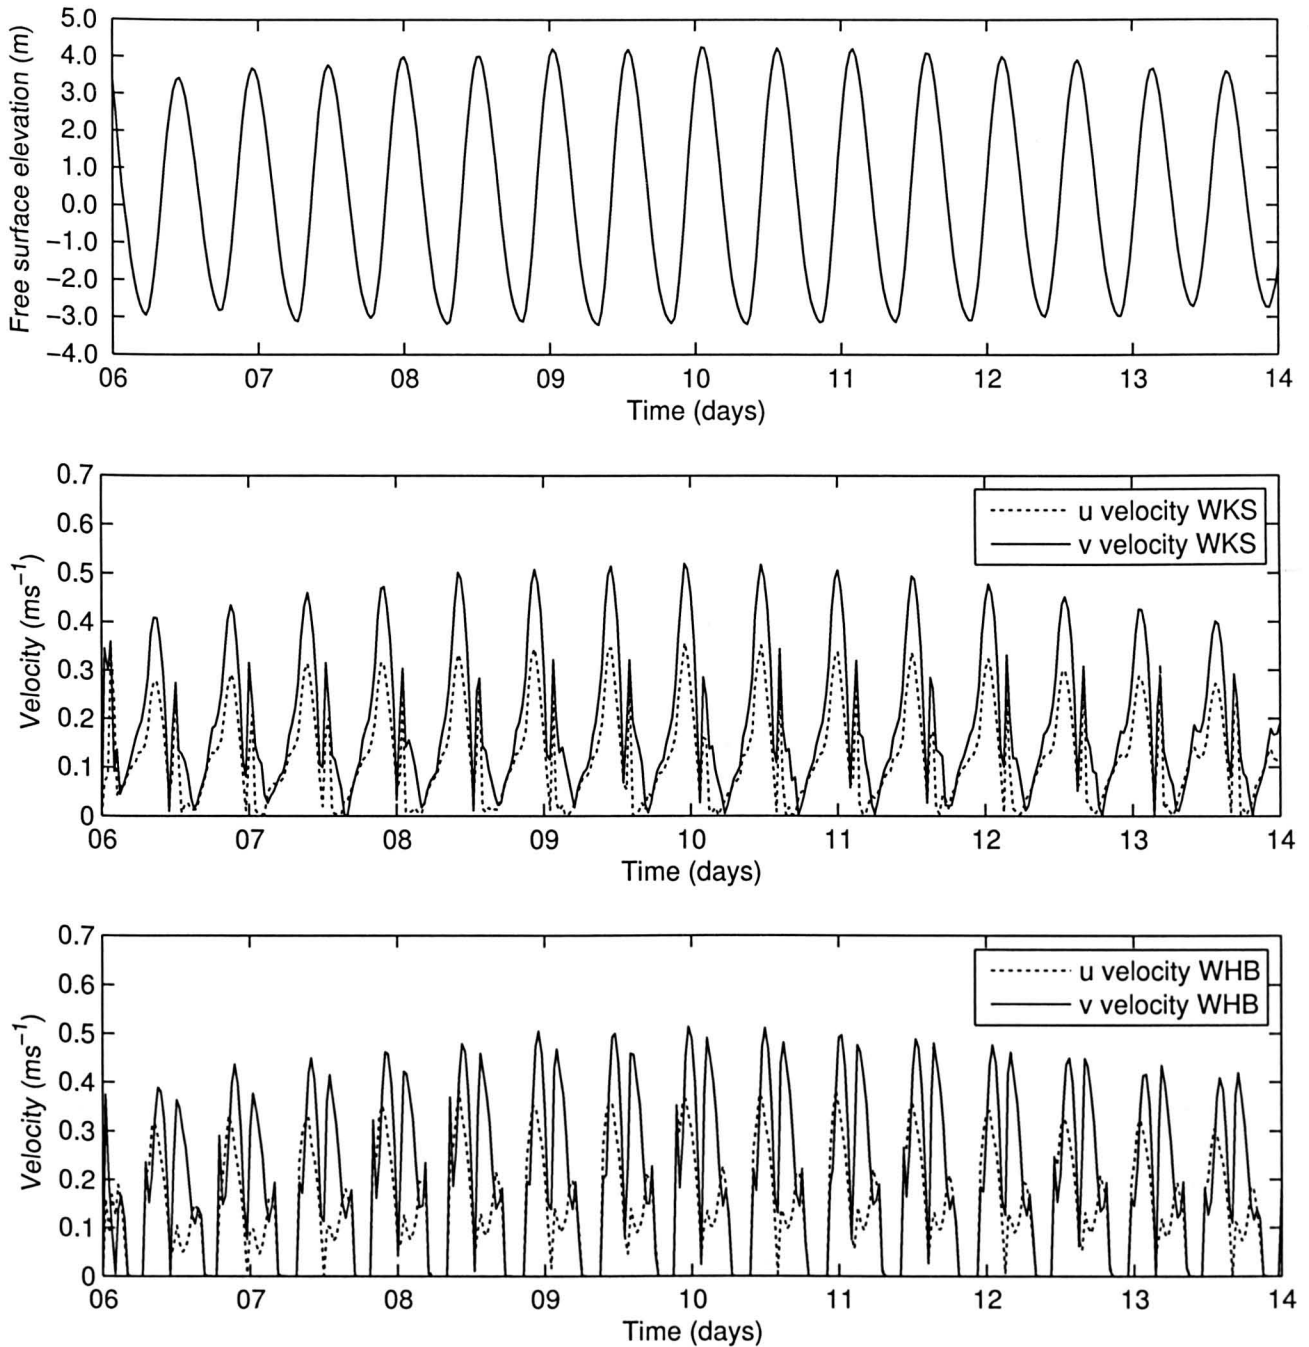 Free surface elevation (m)
5.0
4.0
3.0
2.0
1.0
0.0
−1.0
−2.0
−3.0
−4.0
06 07 08 09 10 11 12 13 14
Time (days)
Velocity (ms⁻¹)
0.7
0.6
0.5
0.4
0.3
0.2
0.1
0
u velocity WKS
v velocity WKS
06 07 08 09 10 11 12 13 14
Time (days)
Velocity (ms⁻¹)
0.7
0.6
0.5
0.4
0.3
0.2
0.1
0
u velocity WHB
v velocity WHB
06 07 08 09 10 11 12 13 14
Time (days)